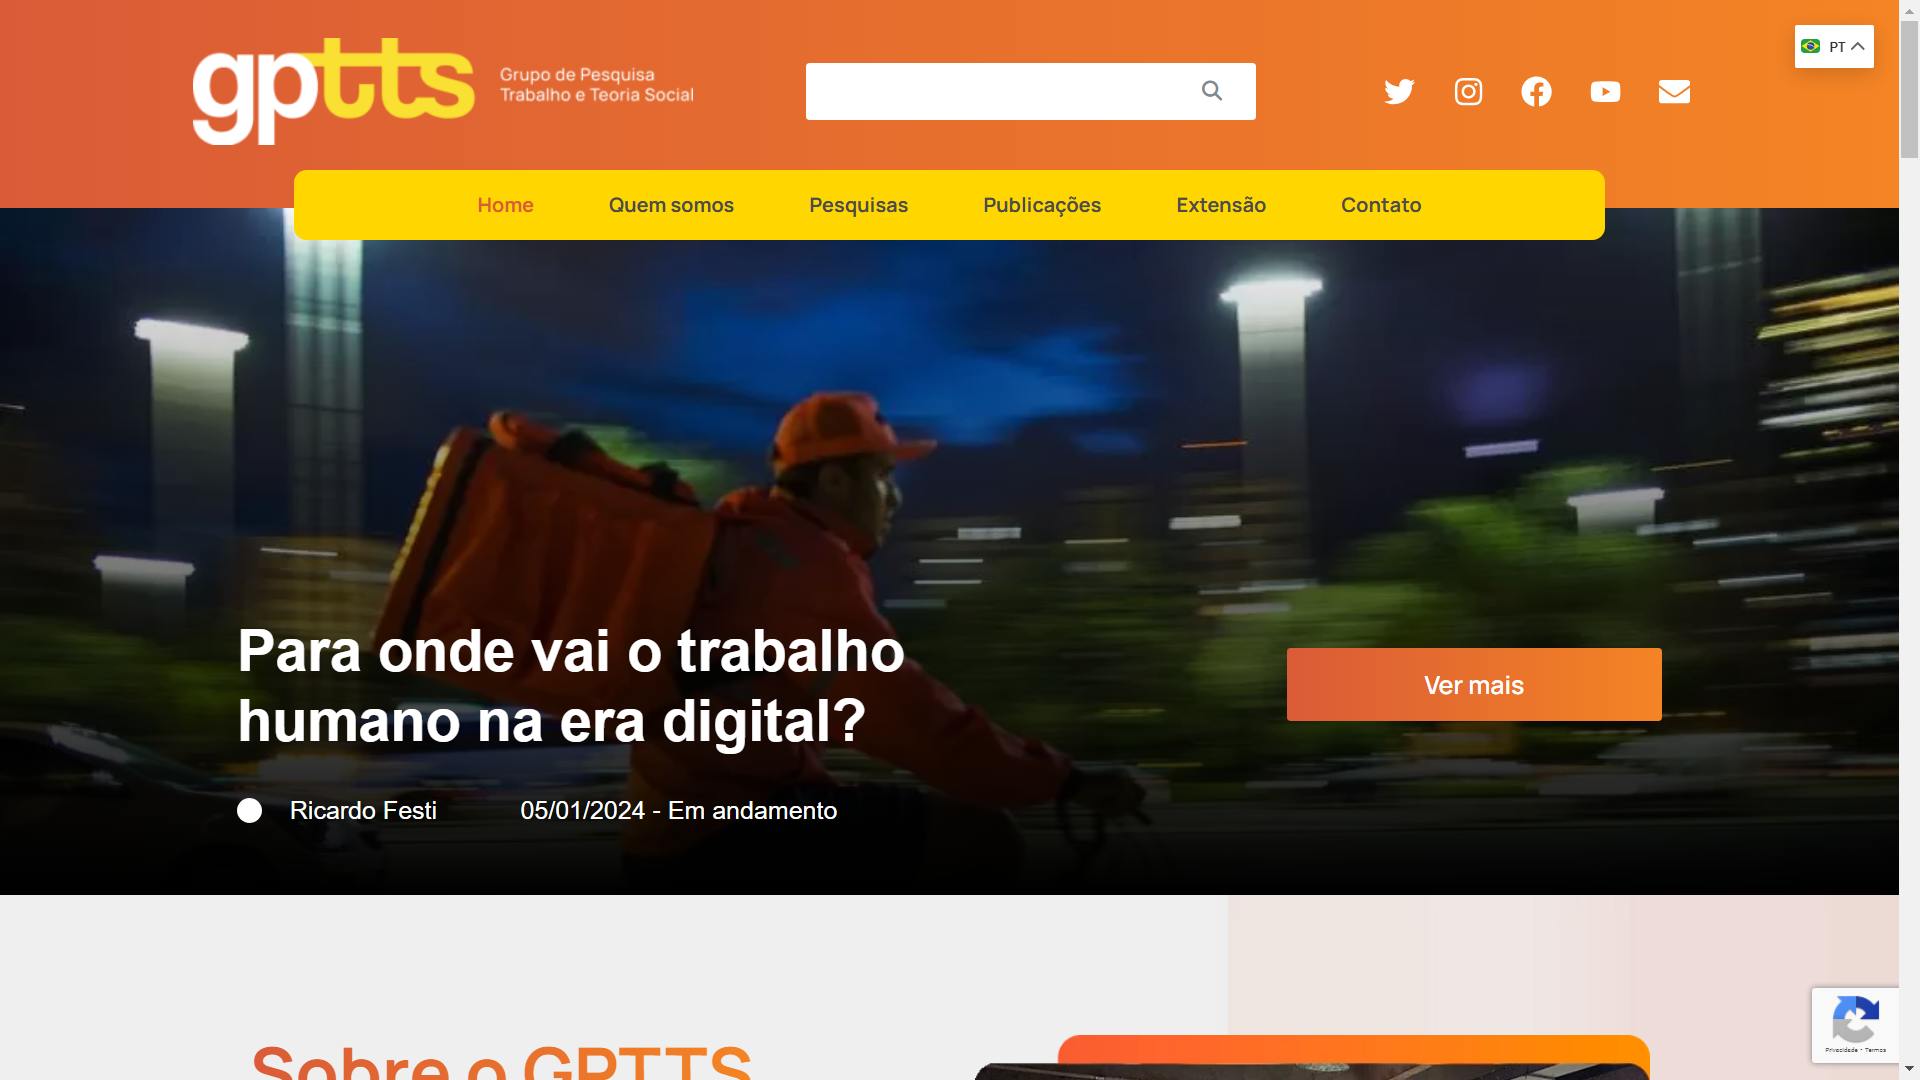 gptts
Grupo de Pesquisa
Trabalho e Teoria Social
PT
Home
Quem somos
Pesquisas
Publicações
Extensão
Contato
Para onde vai o trabalho
humano na era digital?
Ver mais
Ricardo Festi
05/01/2024 - Em andamento
Sobre o GPTTS
Privacidade - Termos